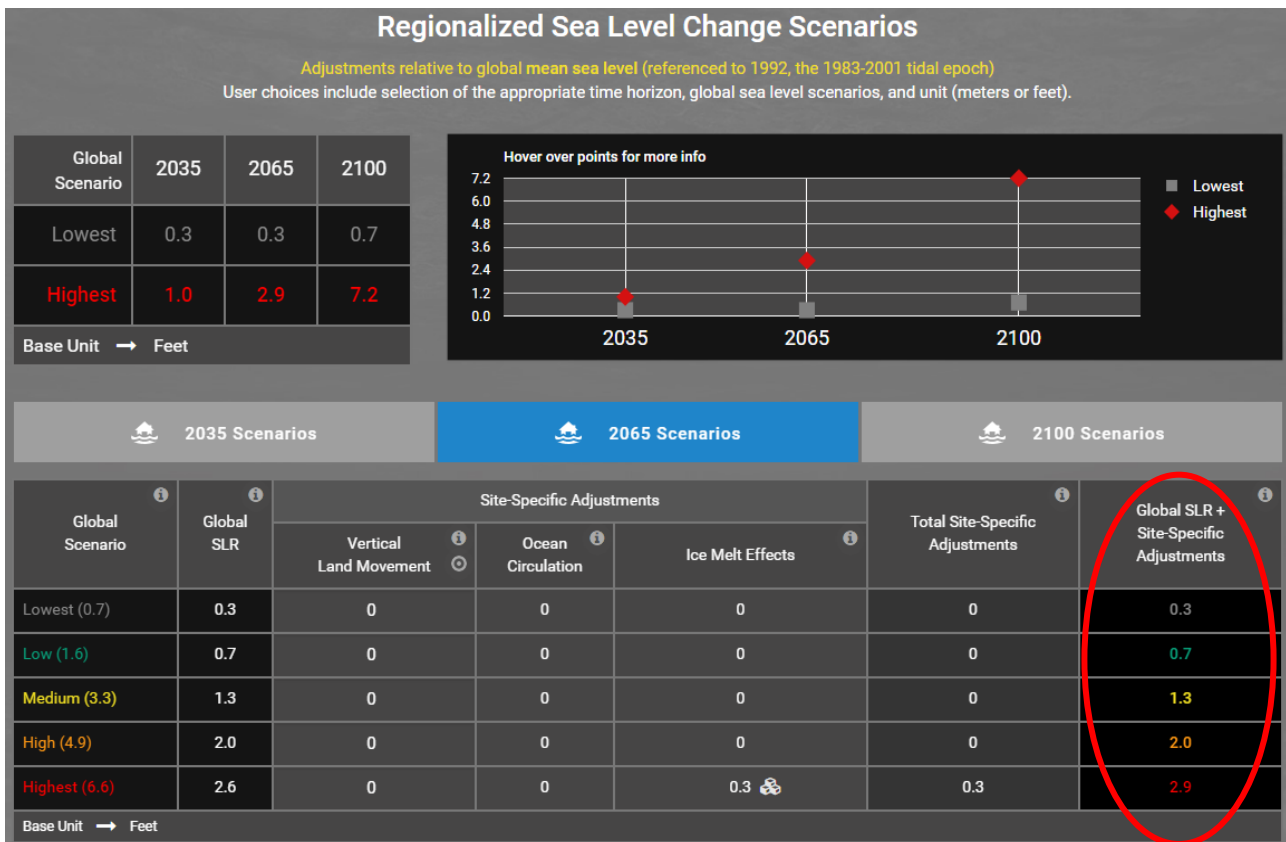 Regionalized Sea Level Change Scenarios
Adjustments relative to global mean sea level (referenced to 1992, the 1983-2001 tidal epoch)
User choices include selection of the appropriate time horizon, global sea level scenarios, and unit (meters or feet).
Global Scenario 2035 2065 2100
Lowest 0.3 0.3 0.7
Highest 1.0 2.9 7.2
Base Unit → Feet
Hover over points for more info
7.2
6.0
4.8
3.6
2.4
1.2
0.0
2035 2065 2100
Lowest
Highest
2035 Scenarios 2065 Scenarios 2100 Scenarios
Global Scenario
Global SLR
Site-Specific Adjustments
Vertical Land Movement
Ocean Circulation
Ice Melt Effects
Total Site-Specific Adjustments
Global SLR + Site-Specific Adjustments
Lowest (0.7) 0.3 0 0 0 0 0.3
Low (1.6) 0.7 0 0 0 0 0.7
Medium (3.3) 1.3 0 0 0 0 1.3
High (4.9) 2.0 0 0 0 0 2.0
Highest (6.6) 2.6 0 0 0.3 0.3 2.9
Base Unit → Feet